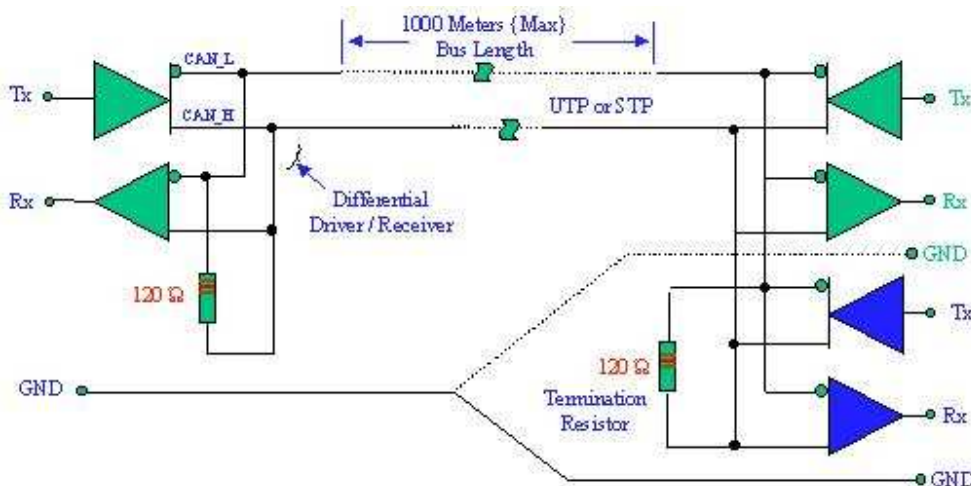 1000 Meters {Max}
Bus Length
CAN_L
Tx
CAN_H
UTP or STP
Tx
Rx
Differential
Driver / Receiver
Rx
GND
120 Ω
Tx
120 Ω
GND
Termination
Resistor
Rx
GND